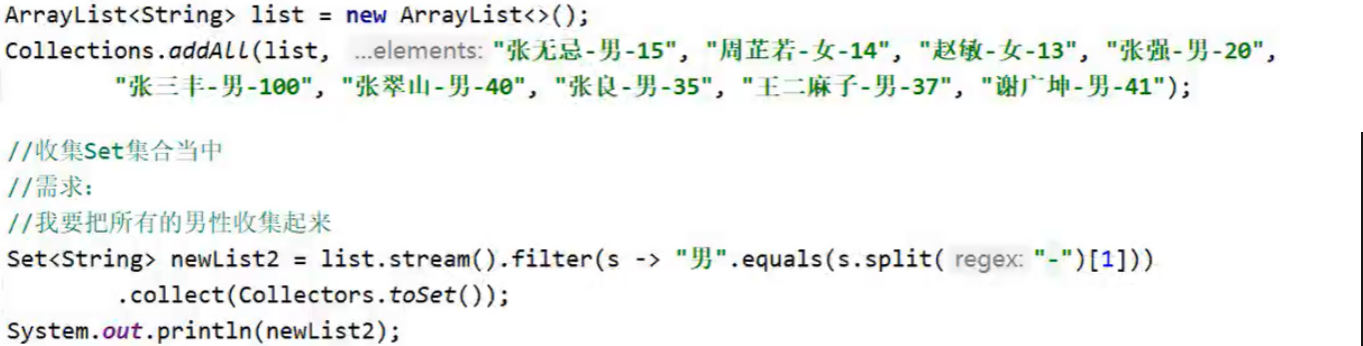 ArrayList<String> list = new ArrayList<>();
Collections.addAll(list, ...elements: "张无忌-男-15", "周芷若-女-14", "赵敏-女-13", "张强-男-20",
"张三丰-男-100", "张翠山-男-40", "张良-男-35", "王二麻子-男-37", "谢广坤-男-41");
//收集Set集合当中
//需求:
//我要把所有的男性收集起来
Set<String> newList2 = list.stream().filter(s -> "男".equals(s.split( regex: "-")[1]))
.collect(Collectors.toSet());
System.out.println(newList2);